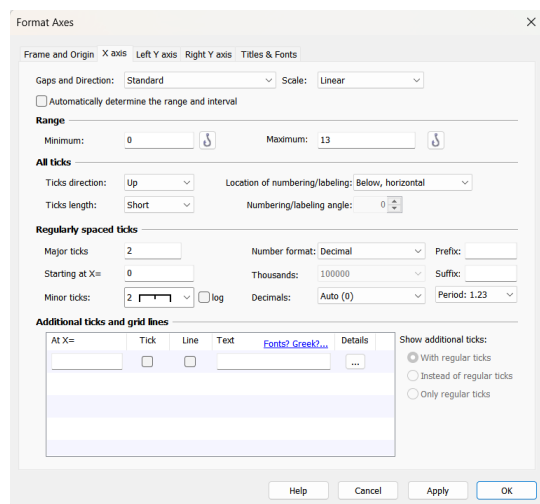 Format Axes
Frame and Origin X axis Left Y axis Right Y axis Titles & Fonts
Gaps and Direction: Standard Scale: Linear
Automatically determine the range and interval
Range
Minimum: 0 Maximum: 13
All ticks
Ticks direction: Up Location of numbering/labeling: Below, horizontal
Ticks length: Short Numbering/labeling angle: 0
Regularly spaced ticks
Major ticks 2 Number format: Decimal Prefix:
Starting at X= 0 Thousands: 100000 Suffix:
Minor ticks: 2 log Decimals: Auto (0) Period: 1.23
Additional ticks and grid lines
At X= Tick Line Text Fonts? Greek?... Details Show additional ticks:
... With regular ticks
Instead of regular ticks
Only regular ticks
Help Cancel Apply OK